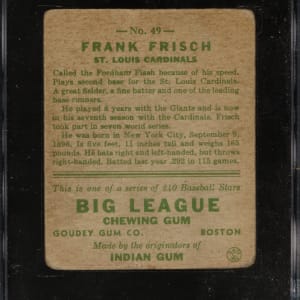 — No. 49 —
FRANK FRISCH
ST. LOUIS CARDINALS
Called the Fordham Flash because of his speed.
Plays second base for the St. Louis Cardinals.
A great fielder, a fine batter and one of the leading
base runners.
He played 8 years with the Giants and is now
in his seventh season with the Cardinals. Frisch
took part in seven world series.
He was born in New York City, September 9,
1898. Is five feet, 11 inches tall and weighs 165
pounds. He bats right and left-handed, but throws
right-handed. Batted last year .292 in 115 games.
This is one of a series of 240 Baseball Stars
BIG LEAGUE
CHEWING GUM
GOUDEY GUM CO. BOSTON
Made by the originators of
INDIAN GUM